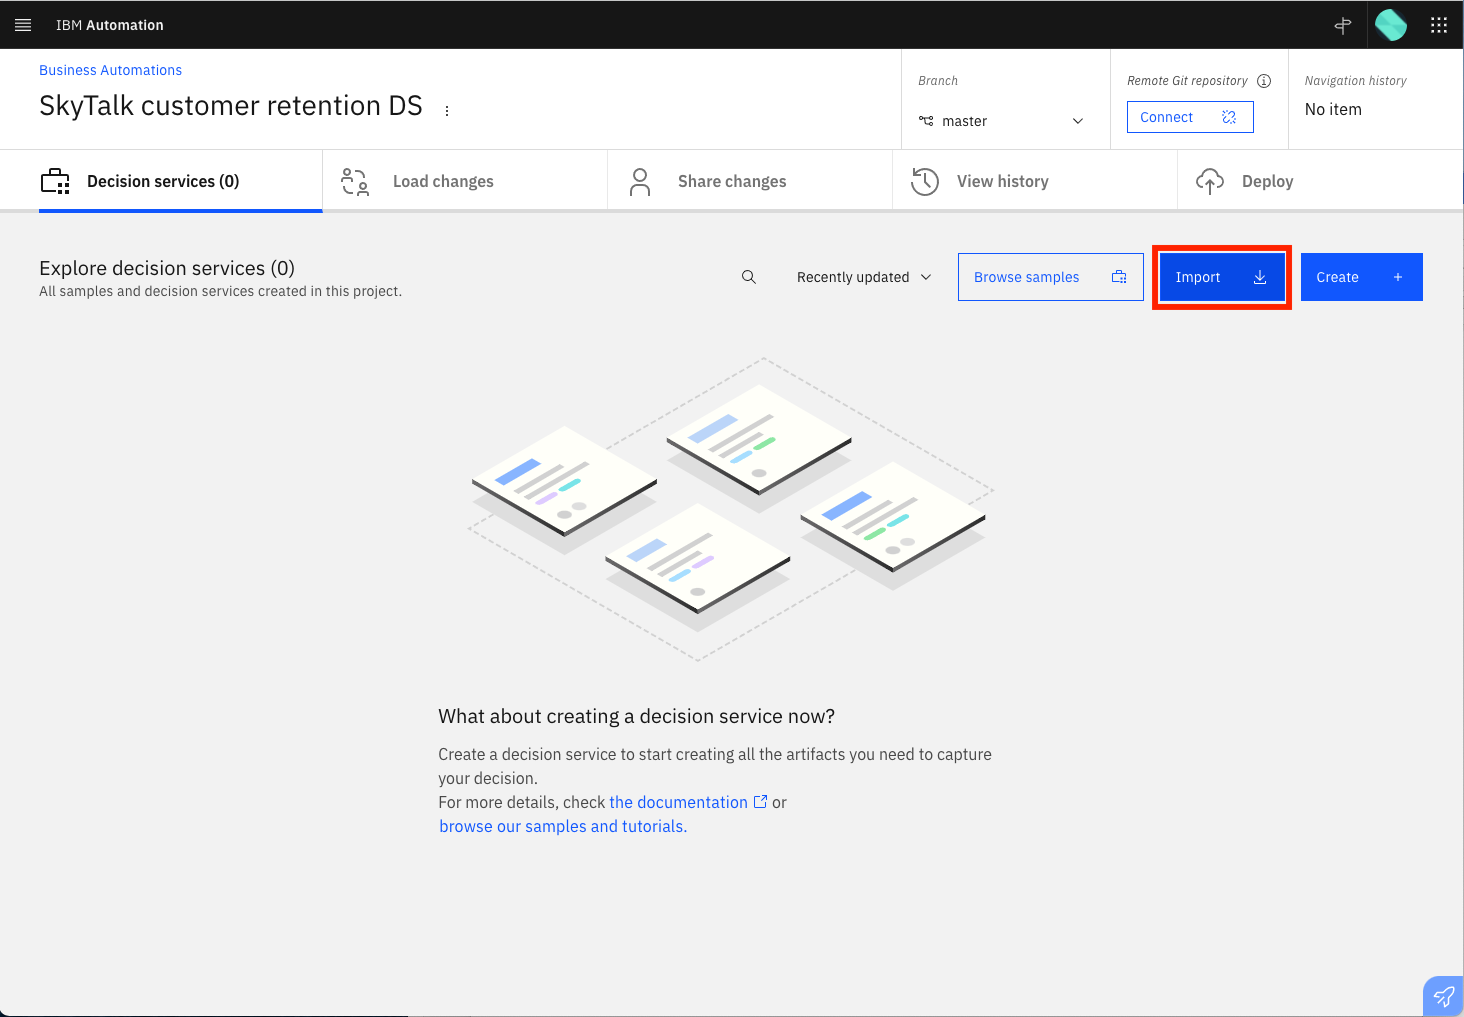 IBM Automation
Business Automations
SkyTalk customer retention DS
Branch
master
Remote Git repository
Connect
Navigation history
No item
Decision services (0)
Load changes
Share changes
View history
Deploy
Explore decision services (0)
All samples and decision services created in this project.
Recently updated
Browse samples
Import
Create
What about creating a decision service now?
Create a decision service to start creating all the artifacts you need to capture
your decision.
For more details, check the documentation or
browse our samples and tutorials.